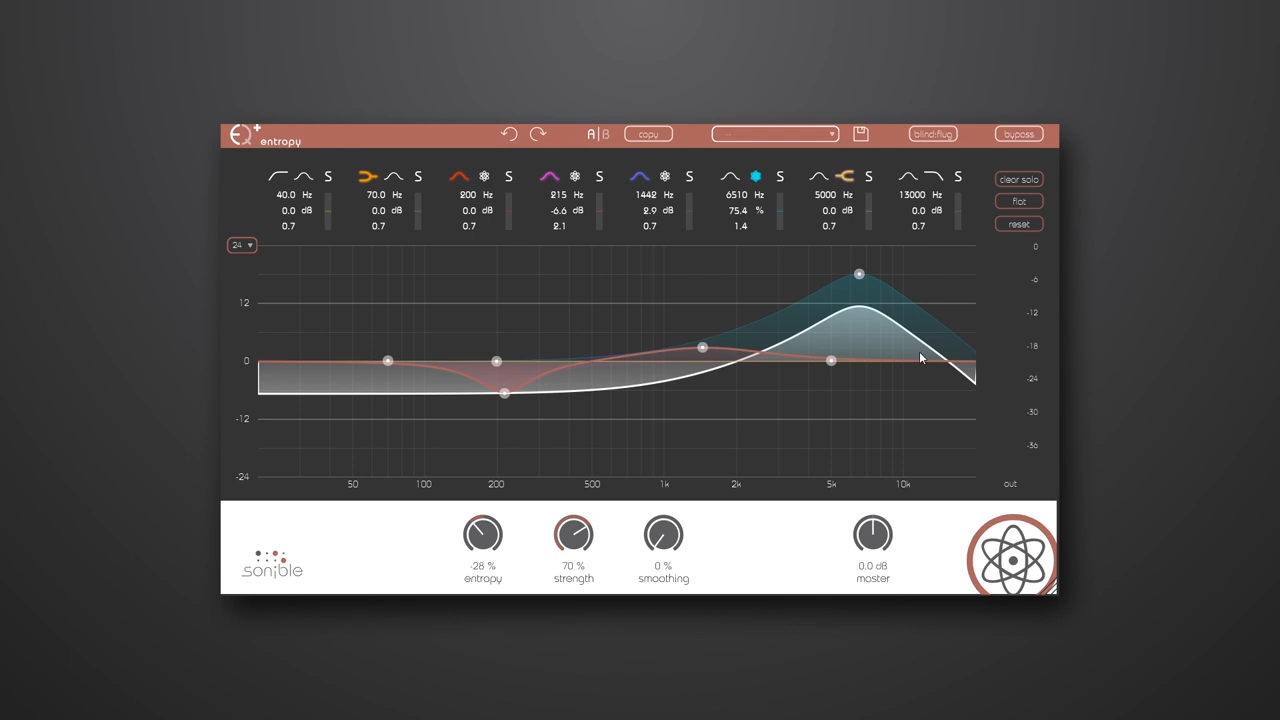 EQ+ entropy A|B copy - blind:flug bypass
S S S S S S S S clear solo
40.0 Hz 70.0 Hz 200 Hz 215 Hz 1442 Hz 6510 Hz 5000 Hz 13000 Hz flat
0.0 dB 0.0 dB 0.0 dB -6.6 dB 2.9 dB 75.4 % 0.0 dB 0.0 dB
0.7 0.7 0.7 2.1 0.7 1.4 0.7 0.7 reset
24 0
-6
12 -12
-18
0
-24
-12 -30
-36
-24
50 100 200 500 1k 2k 5k 10k out
-28 % 70 % 0 % 0.0 dB
entropy strength smoothing master
sonible